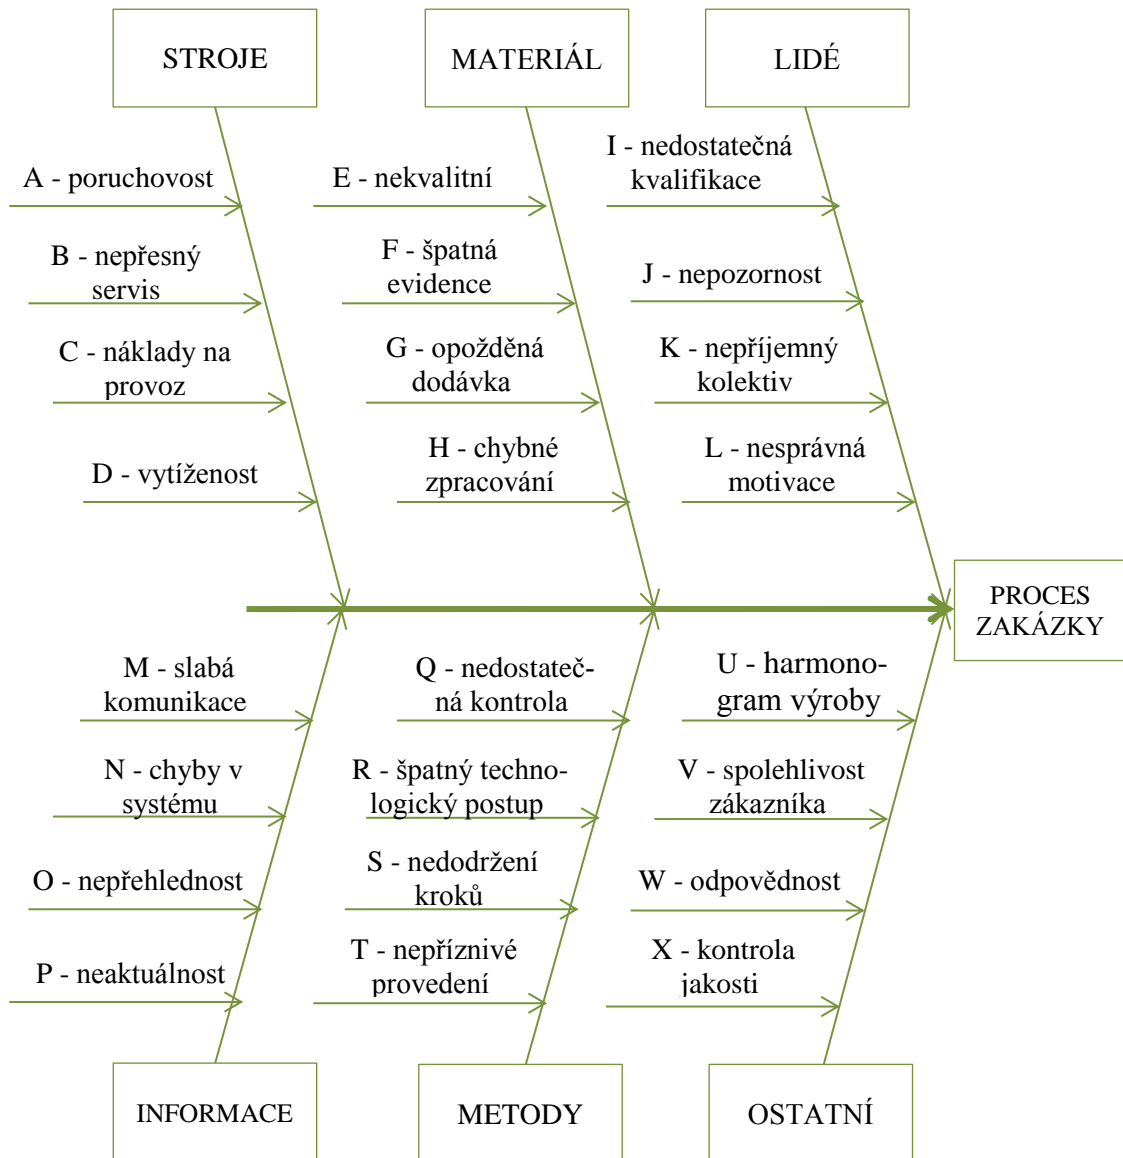 STROJE
MATERIÁL
LIDÉ
A - poruchovost
B - nepřesný
servis
C - náklady na
provoz
D - vytíženost
E - nekvalitní
F - špatná
evidence
G - opožděná
dodávka
H - chybné
zpracování
I - nedostatečná
kvalifikace
J - nepozornost
K - nepříjemný
kolektiv
L - nesprávná
motivace
PROCES
ZAKÁZKY
M - slabá
komunikace
N - chyby v
systému
O - nepřehlednost
P - neaktuálnost
Q - nedostateč-
ná kontrola
R - špatný techno-
logický postup
S - nedodržení
kroků
T - nepříznivé
provedení
U - harmono-
gram výroby
V - spolehlivost
zákazníka
W - odpovědnost
X - kontrola
jakosti
INFORMACE
METODY
OSTATNÍ